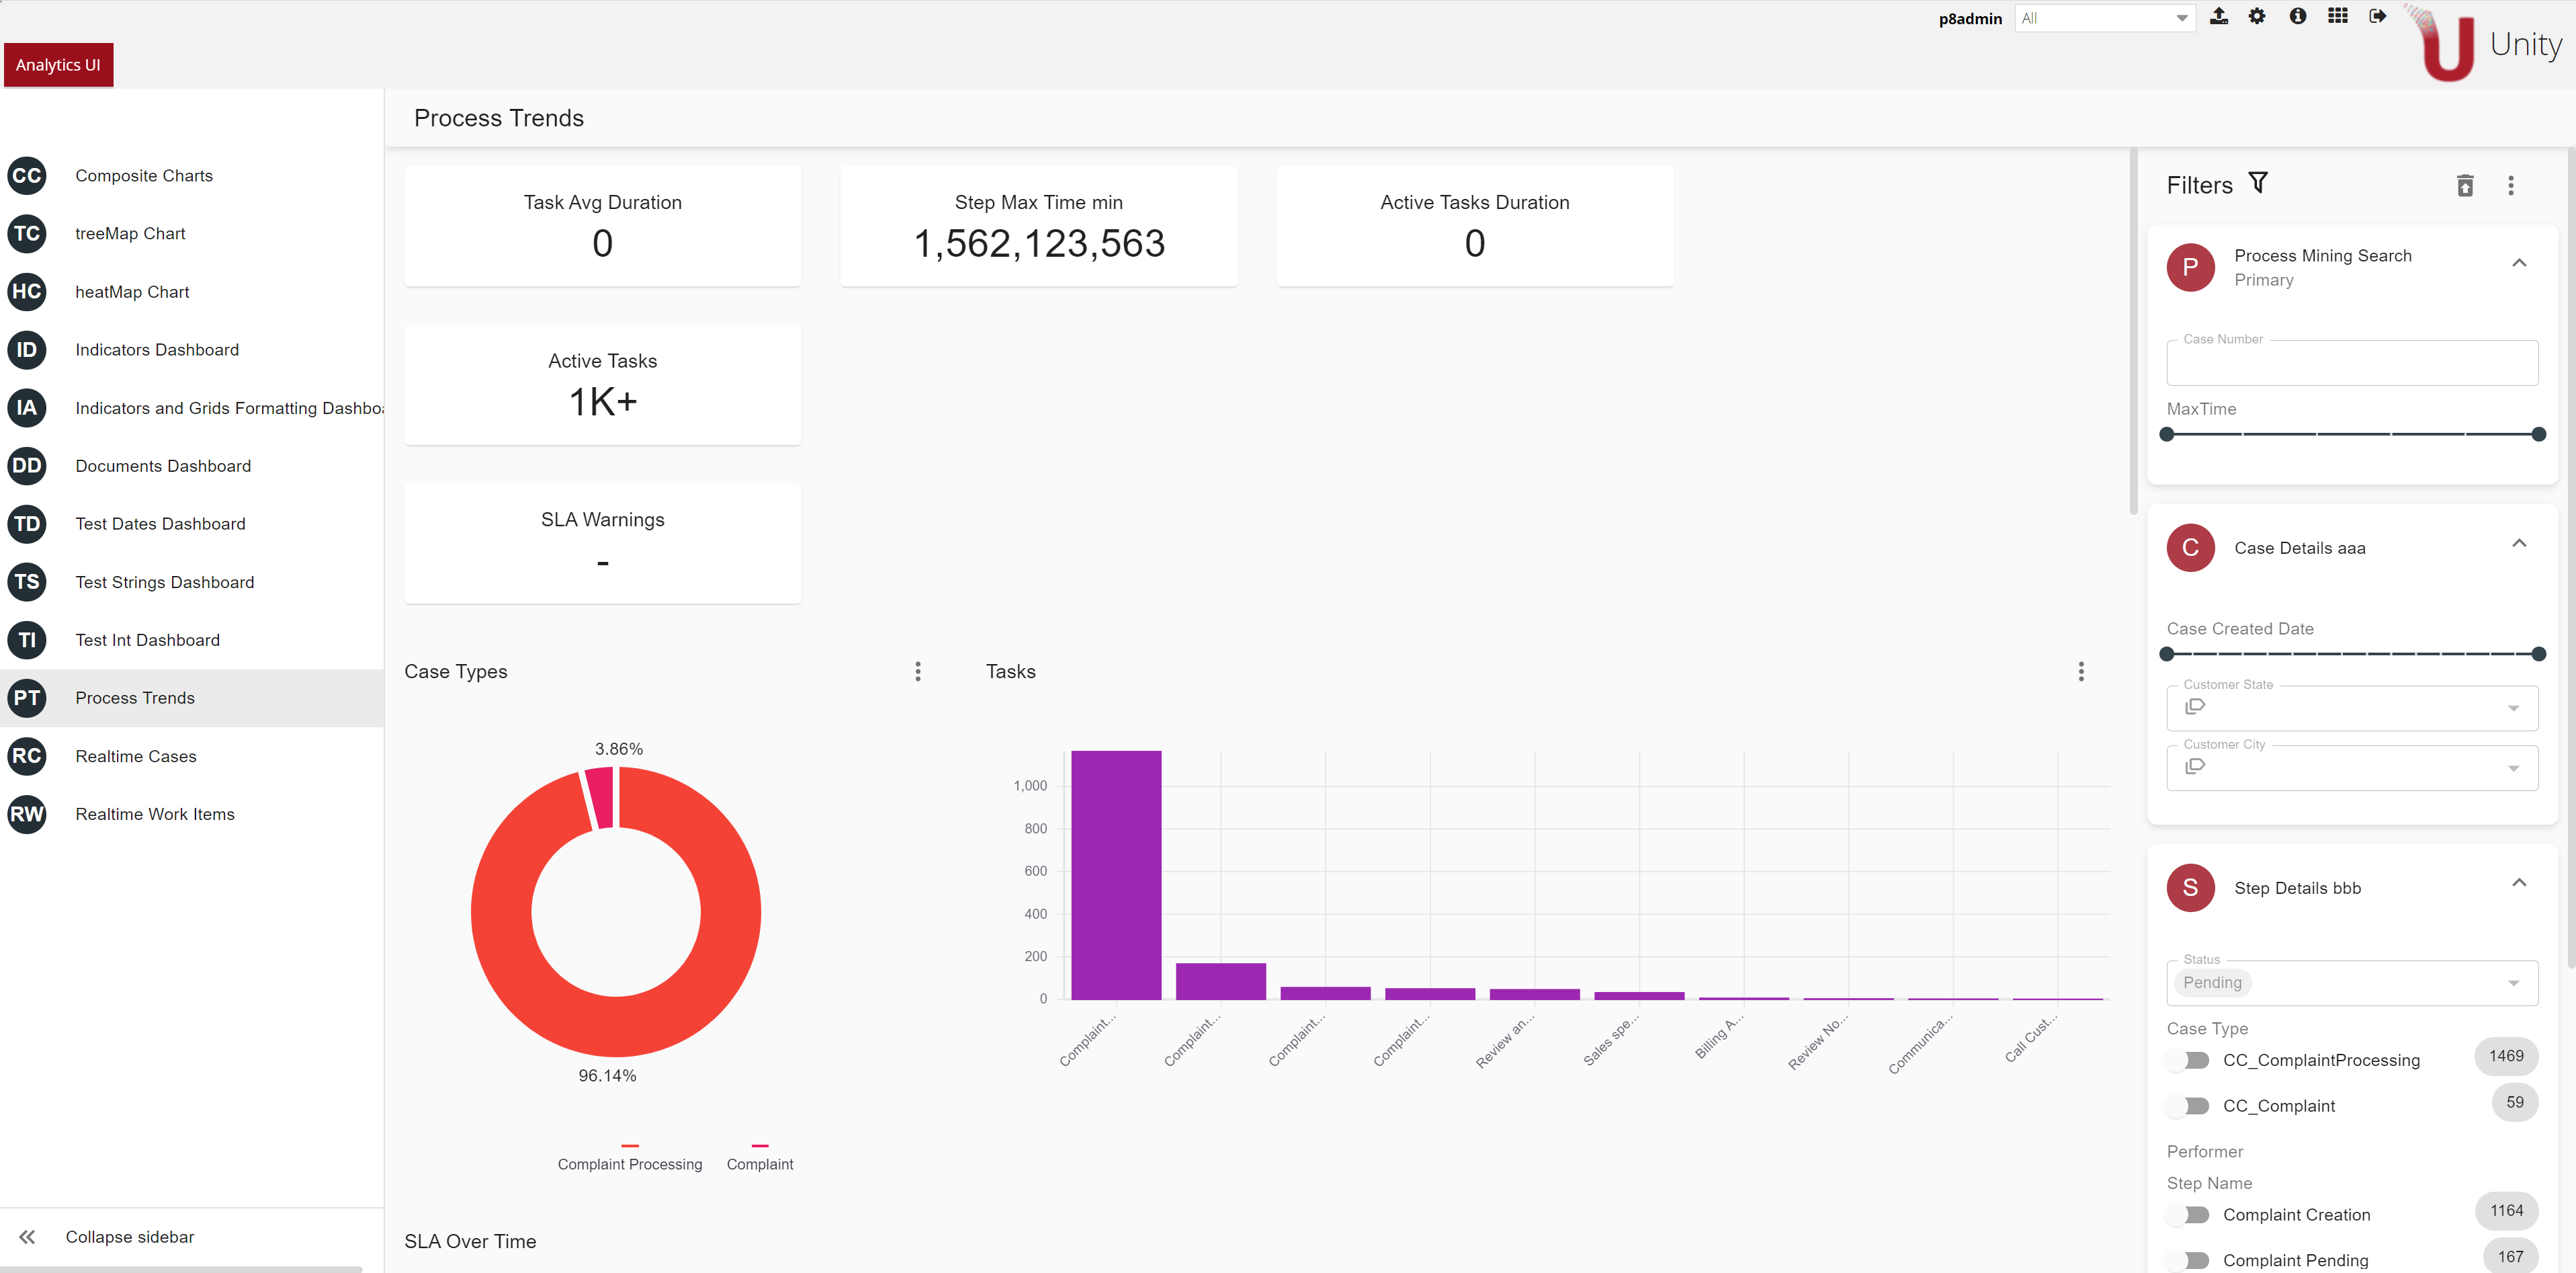 p8admin
All
Unity
Analytics UI
Process Trends
CC Composite Charts
TC treeMap Chart
HC heatMap Chart
ID Indicators Dashboard
IA Indicators and Grids Formatting Dashboa
DD Documents Dashboard
TD Test Dates Dashboard
TS Test Strings Dashboard
TI Test Int Dashboard
PT Process Trends
RC Realtime Cases
RW Realtime Work Items
Collapse sidebar
Task Avg Duration
0
Step Max Time min
1,562,123,563
Active Tasks Duration
0
Active Tasks
1K+
SLA Warnings
-
Case Types
3.86%
96.14%
Complaint Processing
Complaint
Tasks
1,000
800
600
400
200
0
Complaint...
Complaint...
Complaint...
Complaint...
Review an...
Sales spe...
Billing A...
Review No...
Communica...
Call Cust...
SLA Over Time
Filters
P
Process Mining Search
Primary
Case Number
MaxTime
C
Case Details aaa
Case Created Date
Customer State
Customer City
S
Step Details bbb
Status
Pending
Case Type
CC_ComplaintProcessing 1469
CC_Complaint 59
Performer
Step Name
Complaint Creation 1164
Complaint Pending 167